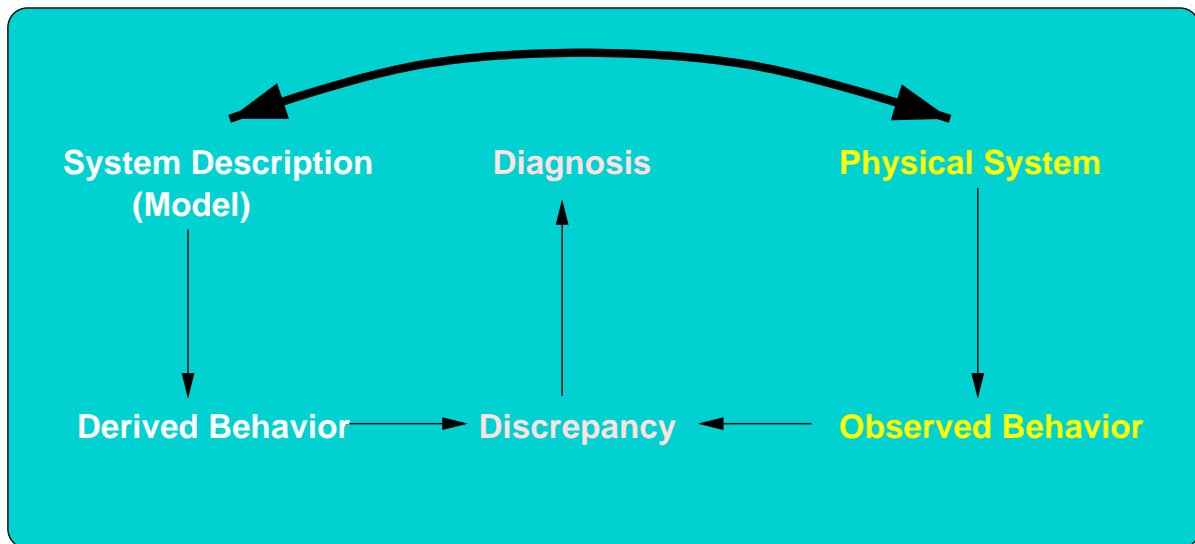 System Description
(Model)
Diagnosis
Physical System
Derived Behavior
Discrepancy
Observed Behavior